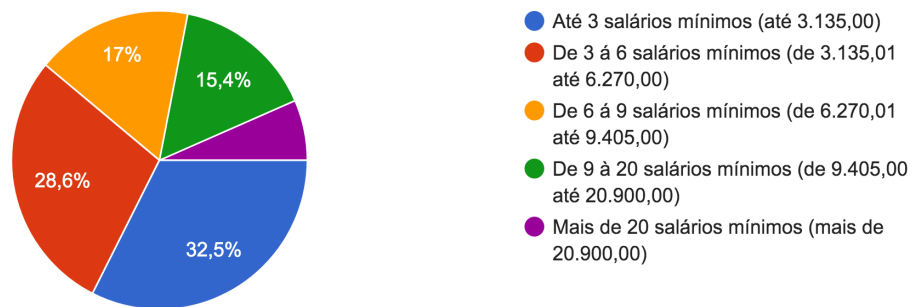 17%
15,4%
28,6%
32,5%
Até 3 salários mínimos (até 3.135,00)
De 3 á 6 salários mínimos (de 3.135,01
até 6.270,00)
De 6 á 9 salários mínimos (de 6.270,01
até 9.405,00)
De 9 à 20 salários mínimos (de 9.405,00
até 20.900,00)
Mais de 20 salários mínimos (mais de
20.900,00)